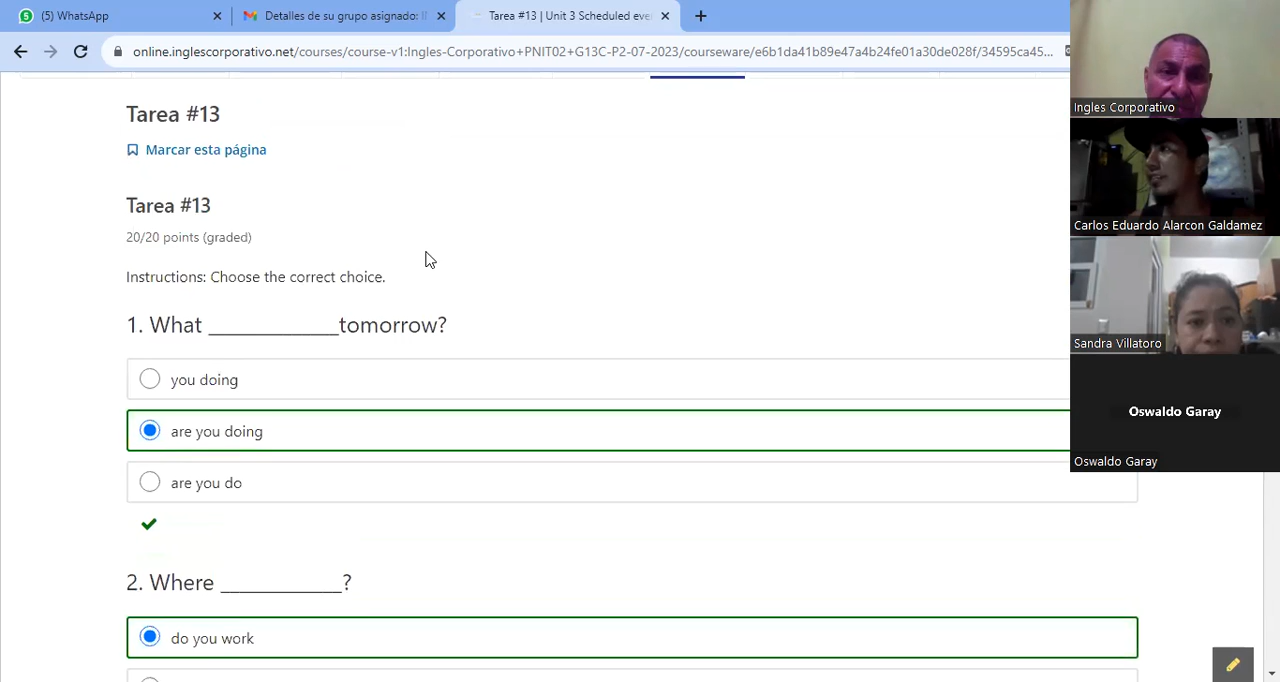 (5) WhatsApp
Detalles de su grupo asignado: I
Tarea #13 | Unit 3 Scheduled eve
online.inglescorporativo.net/courses/course-v1:Ingles-Corporativo+PNIT02+G13C-P2-07-2023/courseware/e6b1da41b89e47a4b24fe01a30de028f/34595ca45...
Tarea #13
Marcar esta página
Tarea #13
20/20 points (graded)
Instructions: Choose the correct choice.
1. What ____________tomorrow?
you doing
are you doing
are you do
2. Where ___________?
do you work
Ingles Corporativo
Carlos Eduardo Alarcon Galdamez
Sandra Villatoro
Oswaldo Garay
Oswaldo Garay